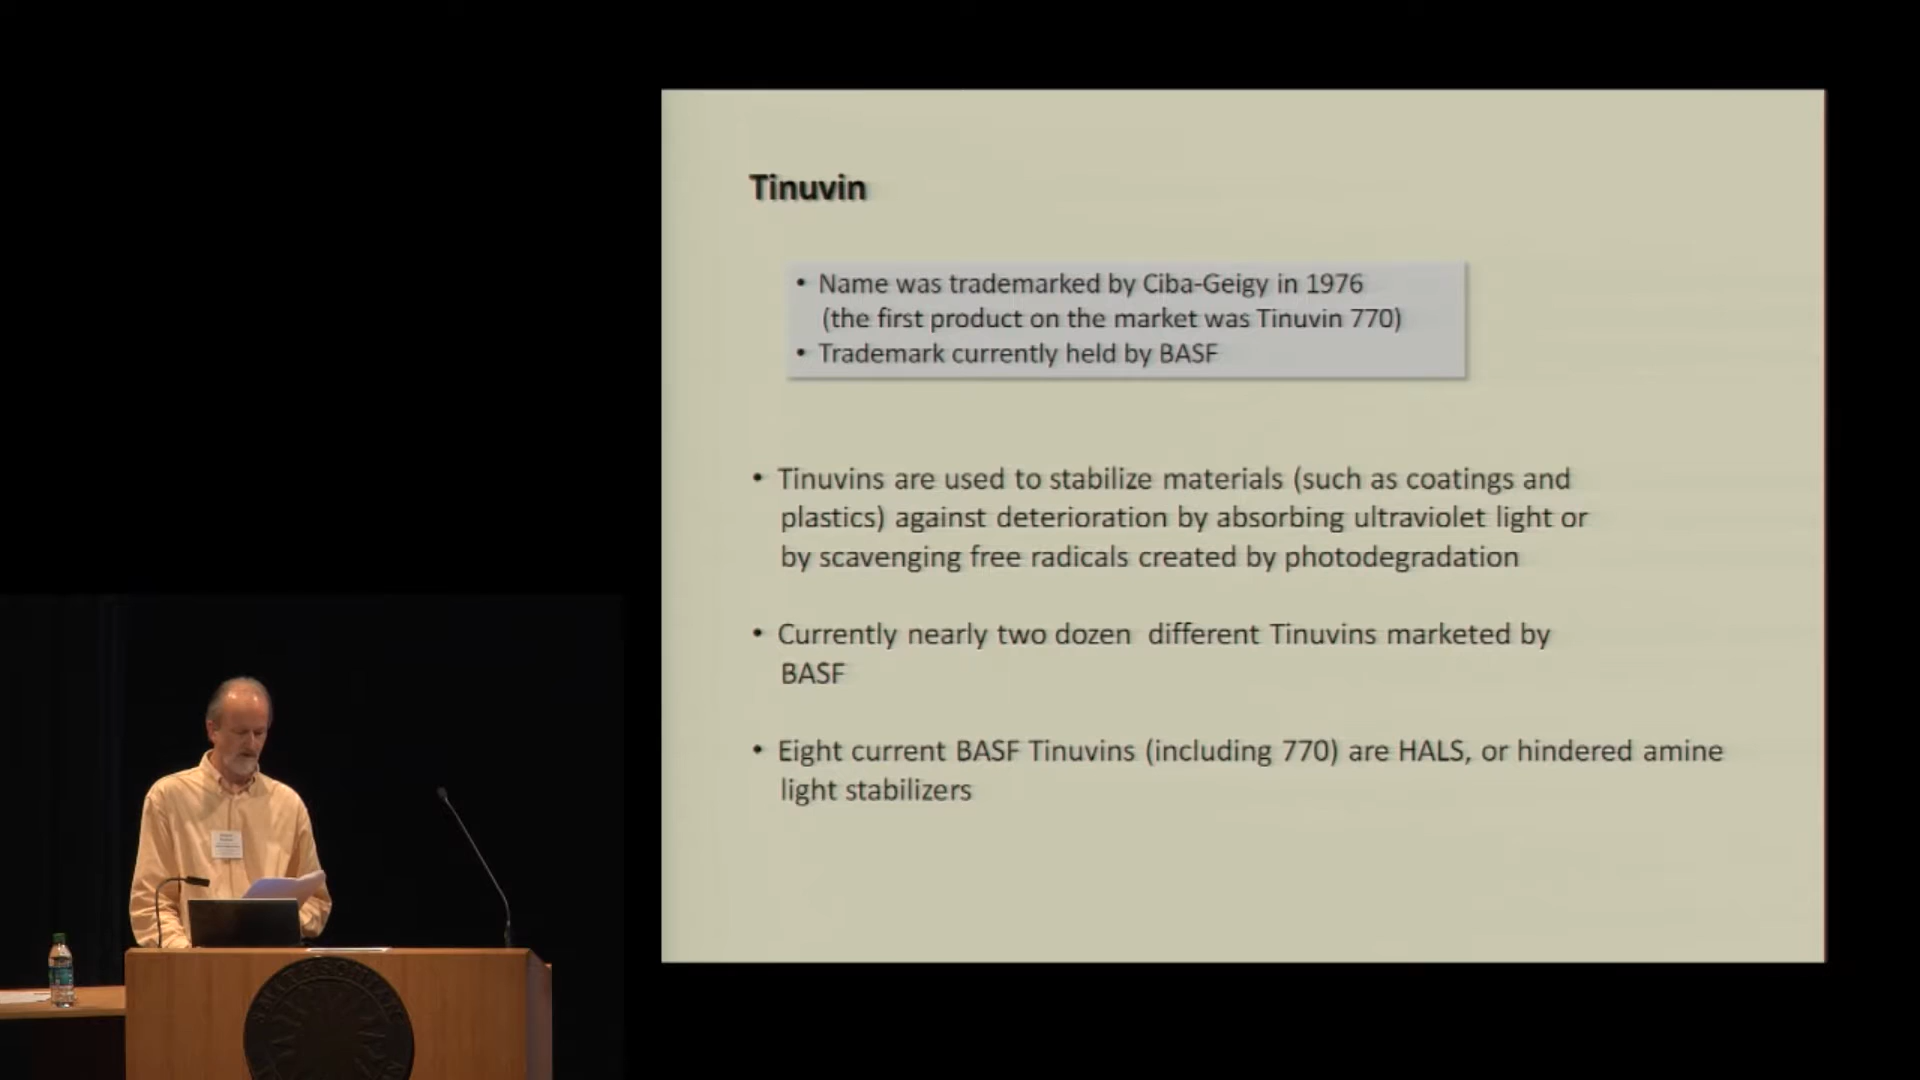 Tinuvin
• Name was trademarked by Ciba-Geigy in 1976
(the first product on the market was Tinuvin 770)
• Trademark currently held by BASF
• Tinuvins are used to stabilize materials (such as coatings and
plastics) against deterioration by absorbing ultraviolet light or
by scavenging free radicals created by photodegradation
• Currently nearly two dozen different Tinuvins marketed by
BASF
• Eight current BASF Tinuvins (including 770) are HALS, or hindered amine
light stabilizers